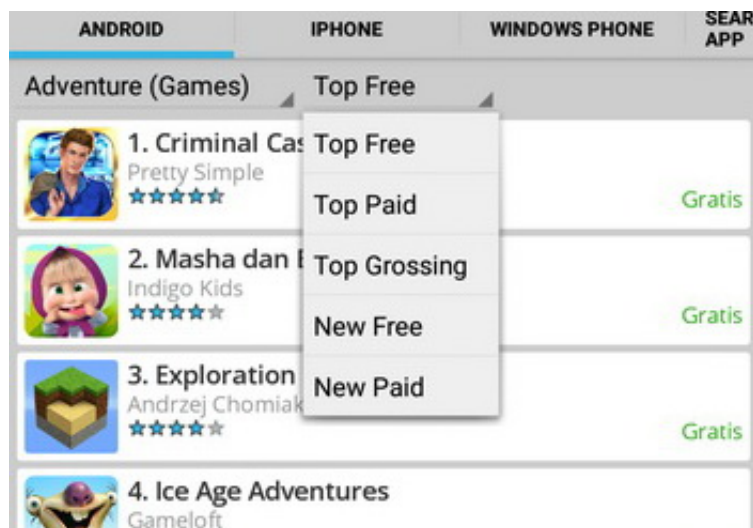 ANDROID
IPHONE
WINDOWS PHONE
SEAR
APP
Adventure (Games)
Top Free
Top Free
Top Paid
Top Grossing
New Free
New Paid
1. Criminal Cas
Pretty Simple
Gratis
2. Masha dan
Indigo Kids
Gratis
3. Exploration
Andrzej Chomiak
Gratis
4. Ice Age Adventures
Gameloft